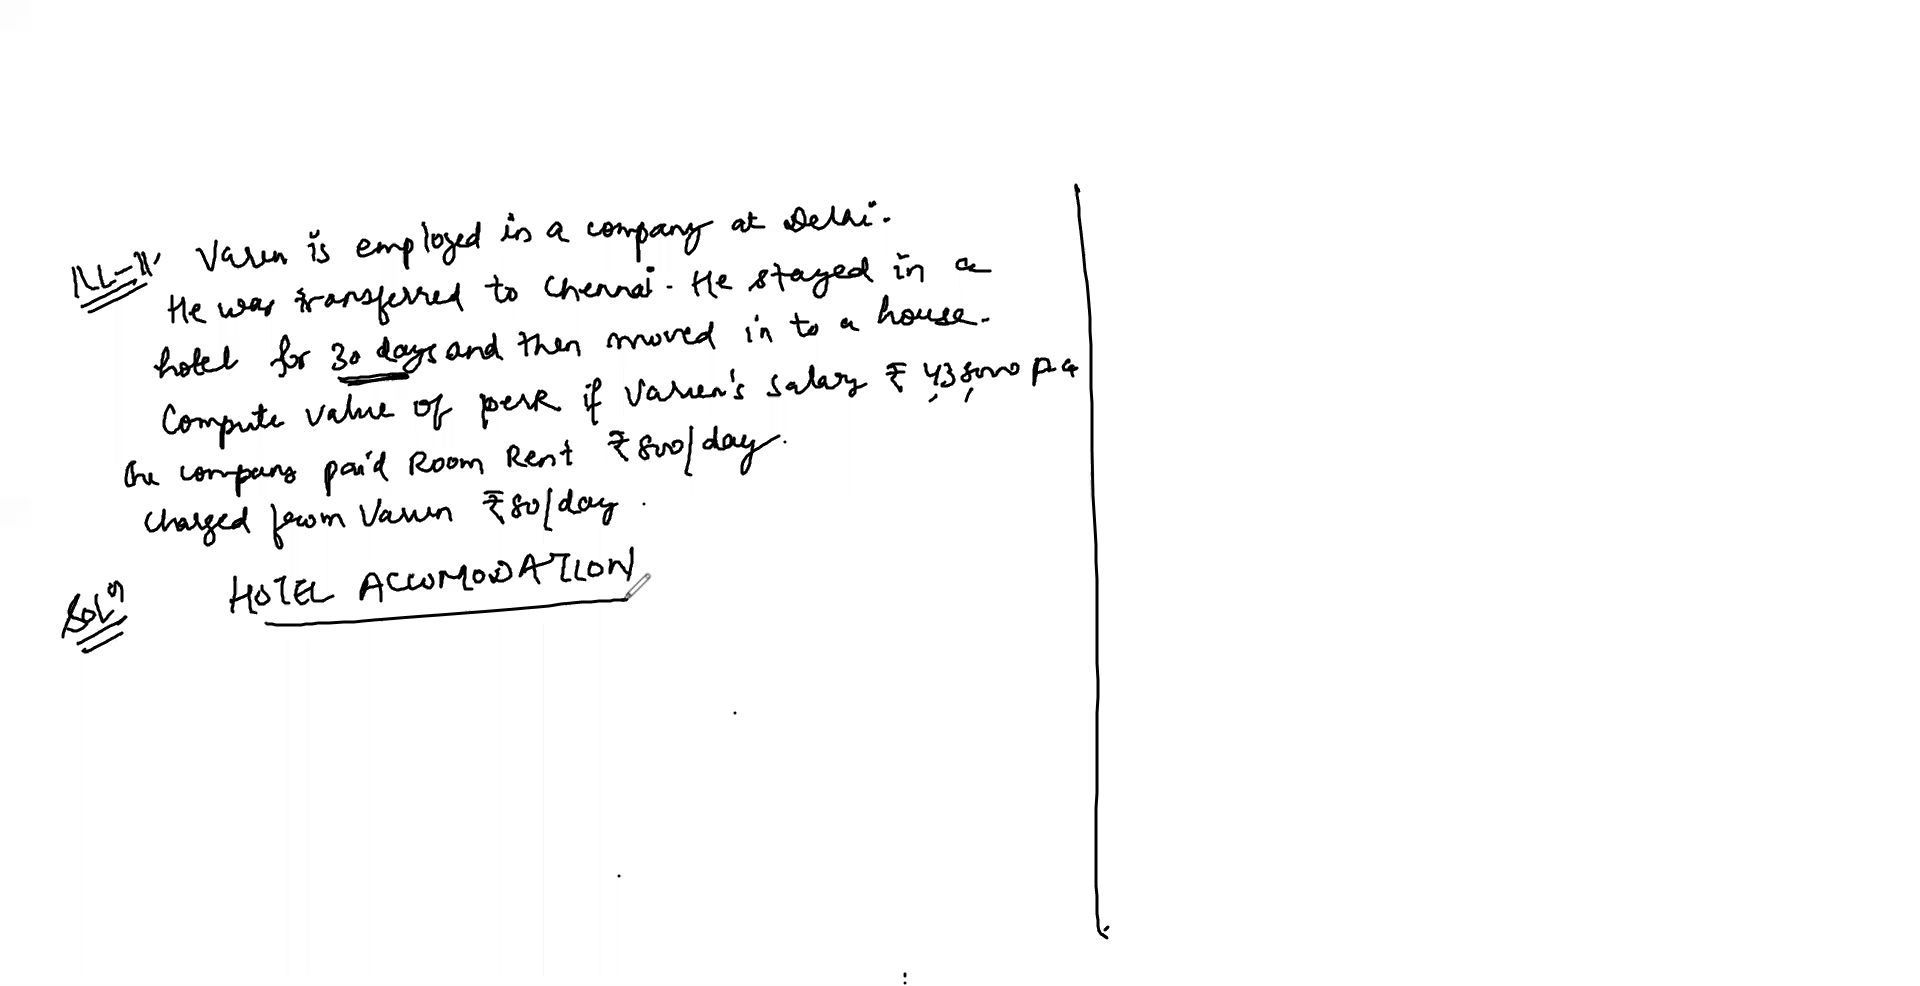 ILL-II. Varun is employed in a company at Delhi.
He was transferred to Chennai. He stayed in a
hotel for 30 days and then moved in to a house.
Compute value of perk if Varun's salary ₹ 4,38,000 p.a
The company paid Room Rent ₹800/day.
Charged from Varun ₹80/day.
Solⁿ HOTEL ACCOMODATION